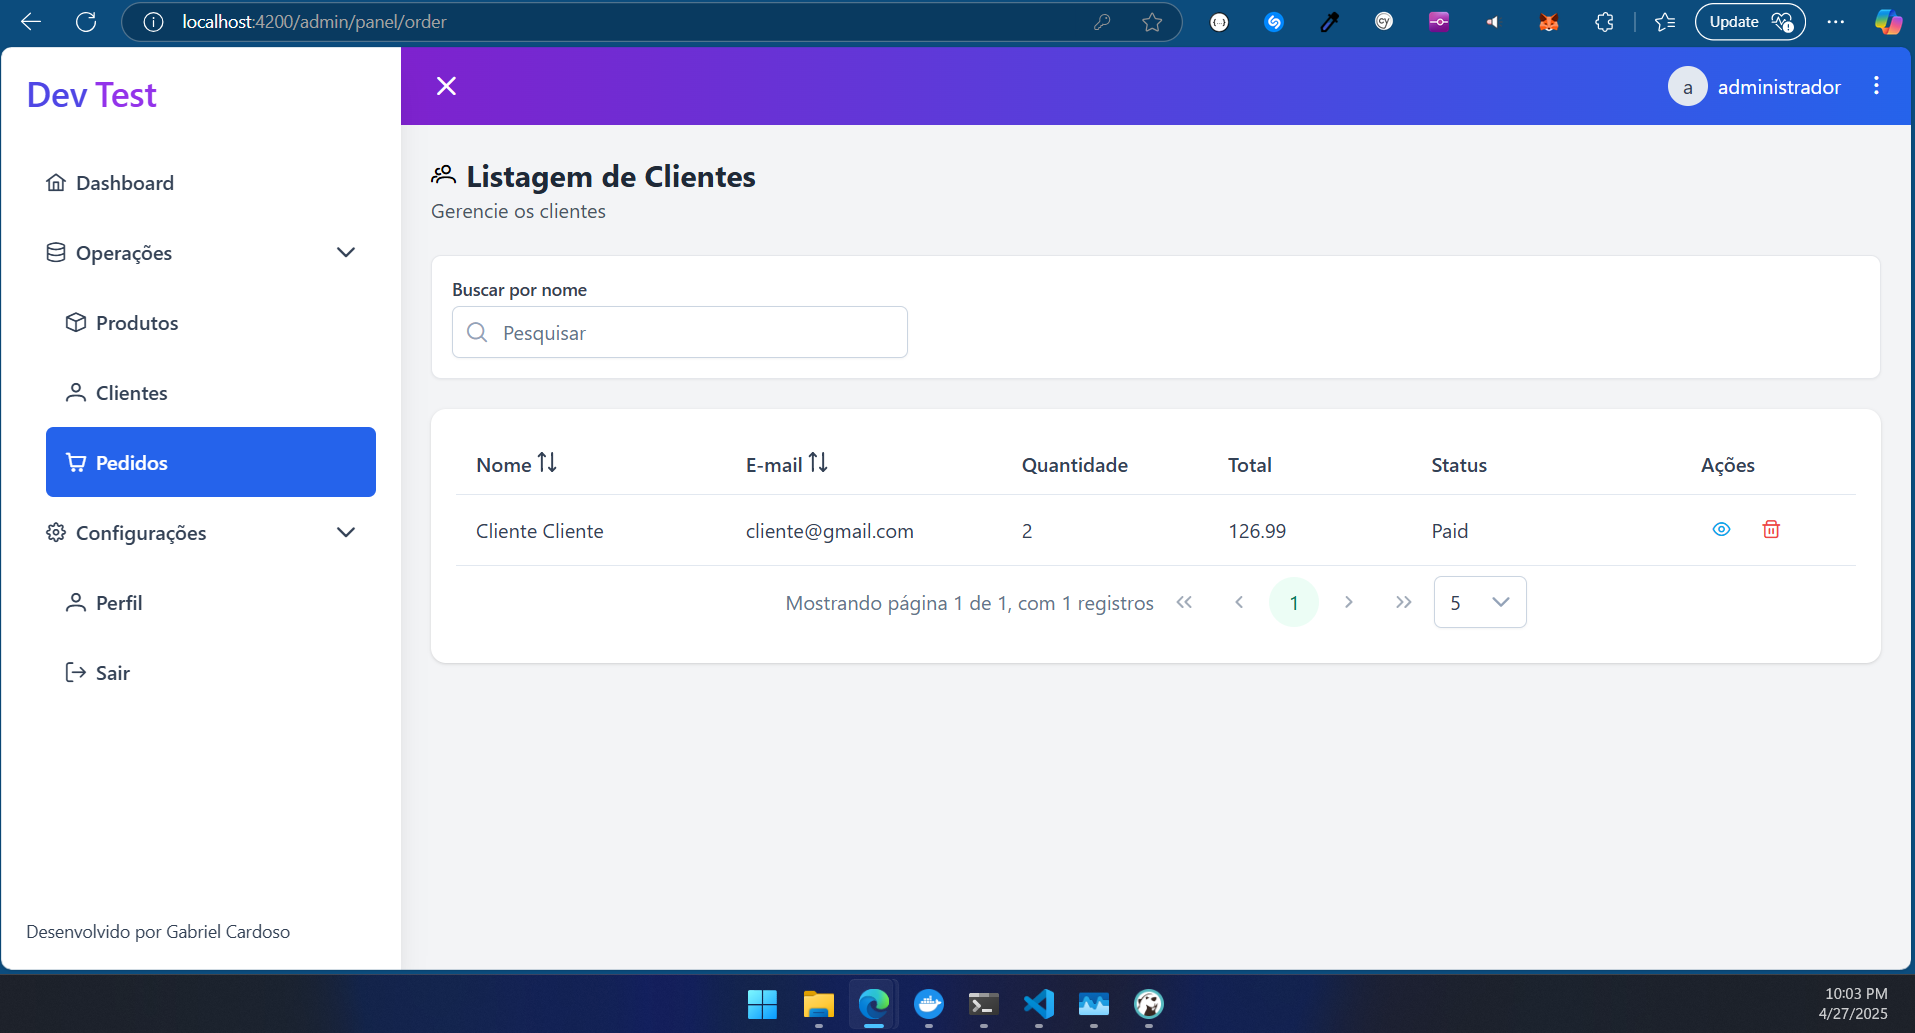 localhost:4200/admin/panel/order
Update
Dev Test
a administrador
Dashboard
Operações
Produtos
Clientes
Pedidos
Configurações
Perfil
Sair
Desenvolvido por Gabriel Cardoso
Listagem de Clientes
Gerencie os clientes
Buscar por nome
Pesquisar
Nome E-mail Quantidade Total Status Ações
Cliente Cliente cliente@gmail.com 2 126.99 Paid
Mostrando página 1 de 1, com 1 registros 1 5
10:03 PM
4/27/2025